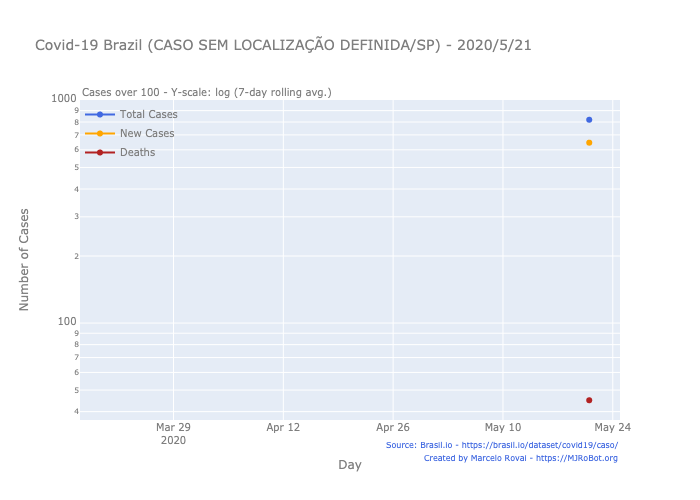 Covid-19 Brazil (CASO SEM LOCALIZAÇÃO DEFINIDA/SP) - 2020/5/21
Cases over 100 - Y-scale: log (7-day rolling avg.)
Total Cases
New Cases
Deaths
Number of Cases
1000
9
8
7
6
5
4
3
2
100
9
8
7
6
5
4
Mar 29
2020
Apr 12
Apr 26
May 10
May 24
Day
Source: Brasil.io - https://brasil.io/dataset/covid19/caso/
Created by Marcelo Rovai - https://MJRoBot.org